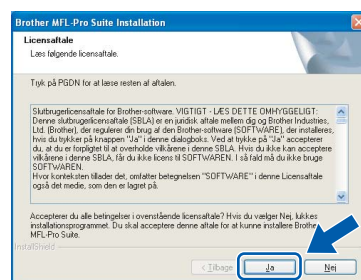 Brother MFL-Pro Suite Installation
Licensaftale
Læs følgende licensaftale.
Tryk på PGDN for at læse resten af aftalen.
Slutbrugerlicensaftale for Brother-software. VIGTIGT - LÆS DETTE OMHYGGELIGT:
Denne slutbrugerlicensaftale (SBLA) er en juridisk aftale mellem dig og Brother Industries,
Ltd. (Brother), der regulerer din brug af den Brother-software (SOFTWARE), der installeres,
hvis du trykker på knappen "Ja" i denne dialogboks. Ved at trykke på "Ja" accepterer
du, at du er forpligtet til at overholde vilkårene i denne SBLA. Hvis du ikke kan acceptere
vilkårene i denne SBLA, får du ikke licens til SOFTWAREN. I så fald må du ikke bruge
SOFTWAREN.
Hvor konteksten tillader det, omfatter betegnelsen "SOFTWARE" i denne Licensaftale
også det medie, som den er lagret på.
Accepterer du alle betingelser i ovenstående licensaftale? Hvis du vælger Nej, lukkes
installationsprogrammet. Du skal acceptere denne aftale for at kunne installere Brother
MFL-Pro Suite.
InstallShield
< Tilbage
Ja
Nej